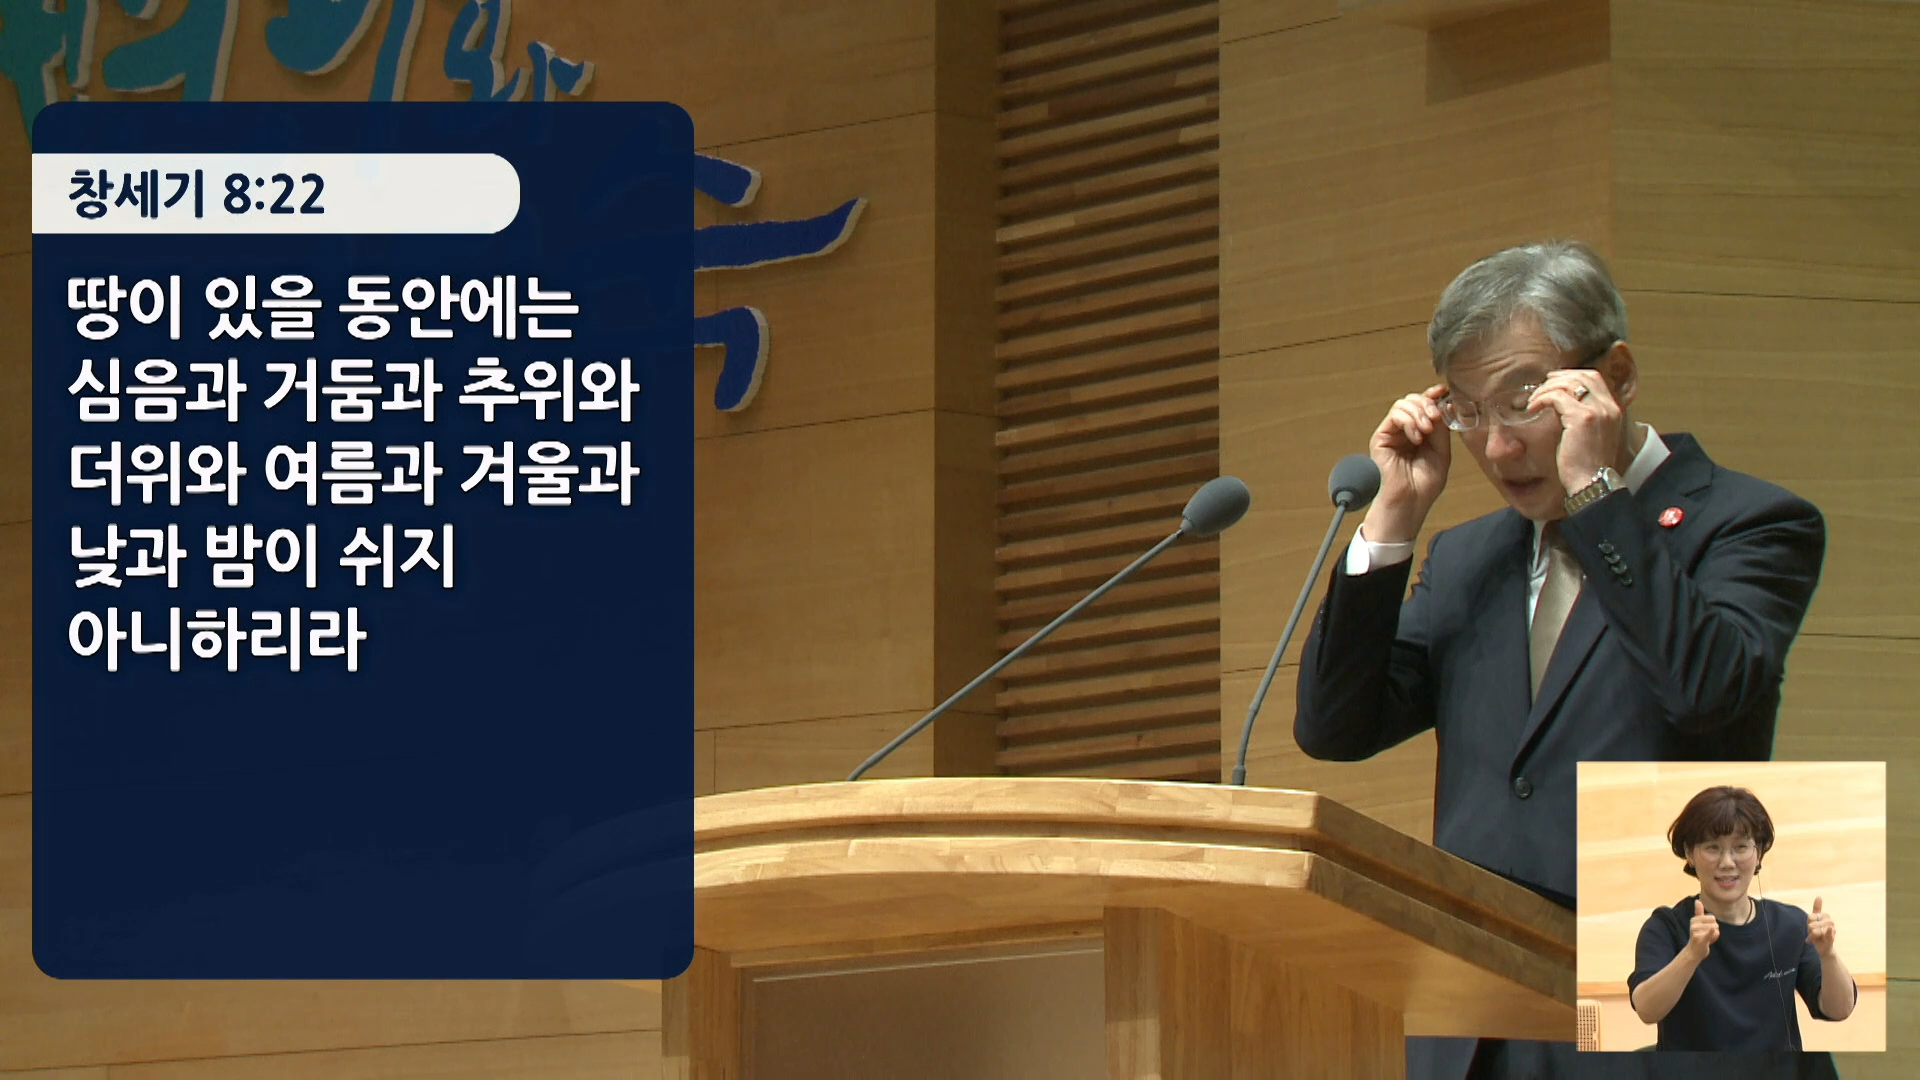 창세기 8:22
땅이 있을 동안에는
심음과 거둠과 추위와
더위와 여름과 겨울과
낮과 밤이 쉬지
아니하리라